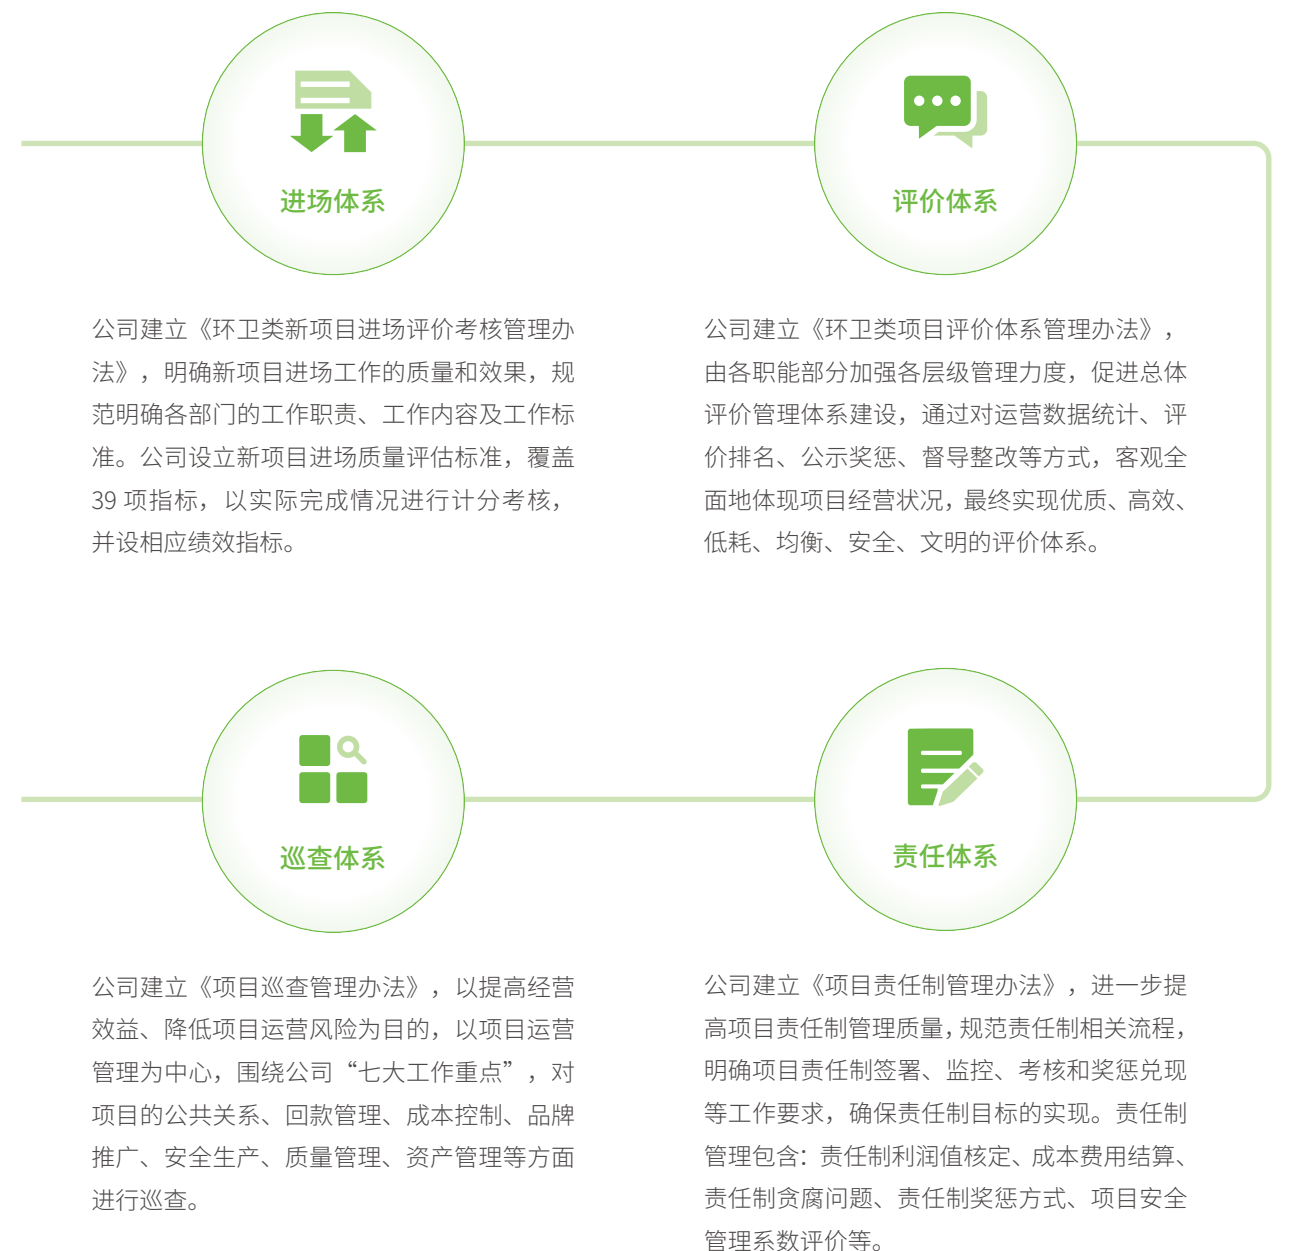 进场体系
公司建立《环卫类新项目进场评价考核管理办
法》，明确新项目进场工作的质量和效果，规
范明确各部门的工作职责、工作内容及工作标
准。公司设立新项目进场质量评估标准，覆盖
39 项指标，以实际完成情况进行计分考核，
并设相应绩效指标。
评价体系
公司建立《环卫类项目评价体系管理办法》，
由各职能部分加强各层级管理力度，促进总体
评价管理体系建设，通过对运营数据统计、评
价排名、公示奖惩、督导整改等方式，客观全
面地体现项目经营状况，最终实现优质、高效、
低耗、均衡、安全、文明的评价体系。
巡查体系
公司建立《项目巡查管理办法》，以提高经营
效益、降低项目运营风险为目的，以项目运营
管理为中心，围绕公司“七大工作重点”，对
项目的公共关系、回款管理、成本控制、品牌
推广、安全生产、质量管理、资产管理等方面
进行巡查。
责任体系
公司建立《项目责任制管理办法》，进一步提
高项目责任制管理质量，规范责任制相关流程，
明确项目责任制签署、监控、考核和奖惩兑现
等工作要求，确保责任制目标的实现。责任制
管理包含：责任制利润值核定、成本费用结算、
责任制贪腐问题、责任制奖惩方式、项目安全
管理系数评价等。